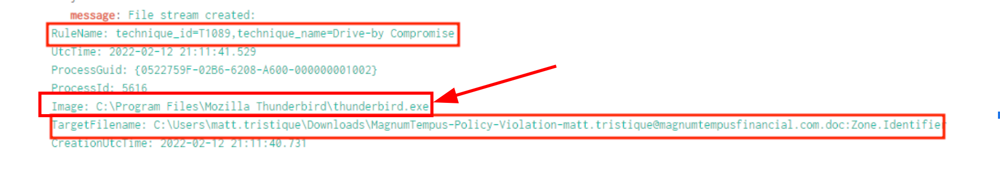 message: File stream created:
RuleName: technique_id=T1089,technique_name=Drive-by Compromise
UtcTime: 2022-02-12 21:11:41.529
ProcessGuid: {0522759F-02B6-6208-A600-000000001002}
ProcessId: 5616
Image: C:\Program Files\Mozilla Thunderbird\thunderbird.exe
TargetFilename: C:\Users\matt.tristique\Downloads\MagnumTempus-Policy-Violation-matt.tristique@magnumtempusfinancial.com.doc:Zone.Identifier
CreationUtcTime: 2022-02-12 21:11:40.731